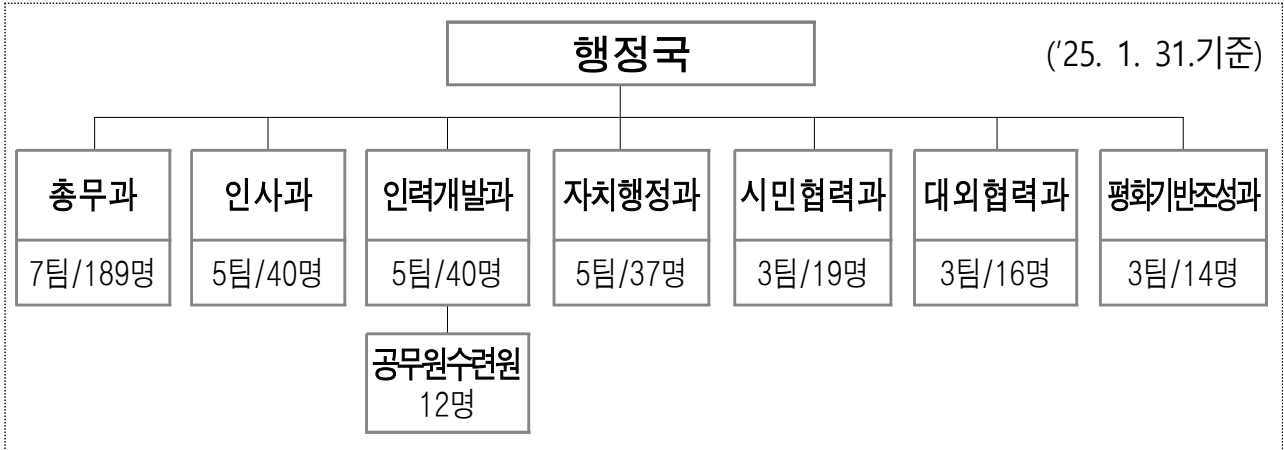 행정국
('25. 1. 31.기준)
총무과
인사과
인력개발과
자치행정과
시민협력과
대외협력과
평화기반조성과
7팀/189명
5팀/40명
5팀/40명
5팀/37명
3팀/19명
3팀/16명
3팀/14명
공무원수련원
12명